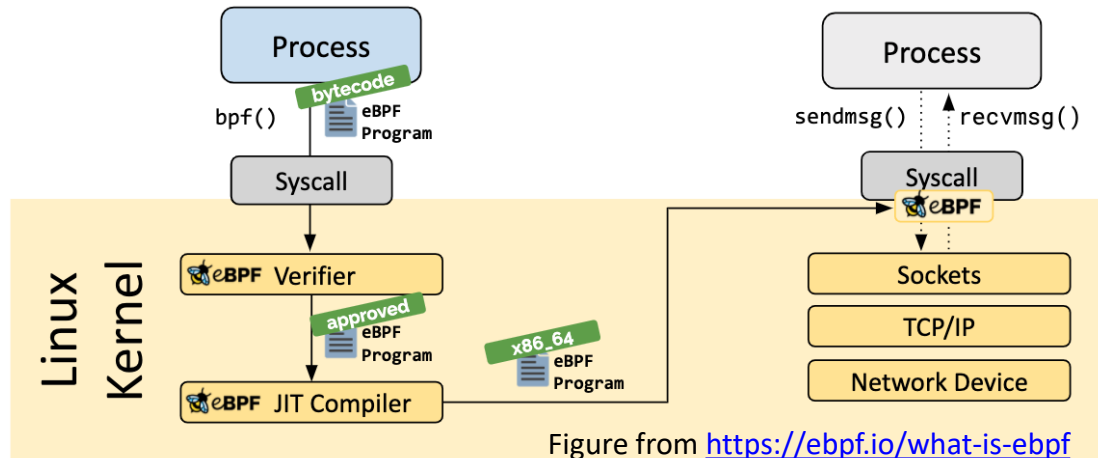 Process
bytecode
bpf()
eBPF
Program
Syscall
Process
sendmsg()
recvmsg()
Syscall
eBPF
Linux
Kernel
eBPF Verifier
approved
eBPF
Program
eBPF JIT Compiler
x86_64
eBPF
Program
Sockets
TCP/IP
Network Device
Figure from https://ebpf.io/what-is-ebpf